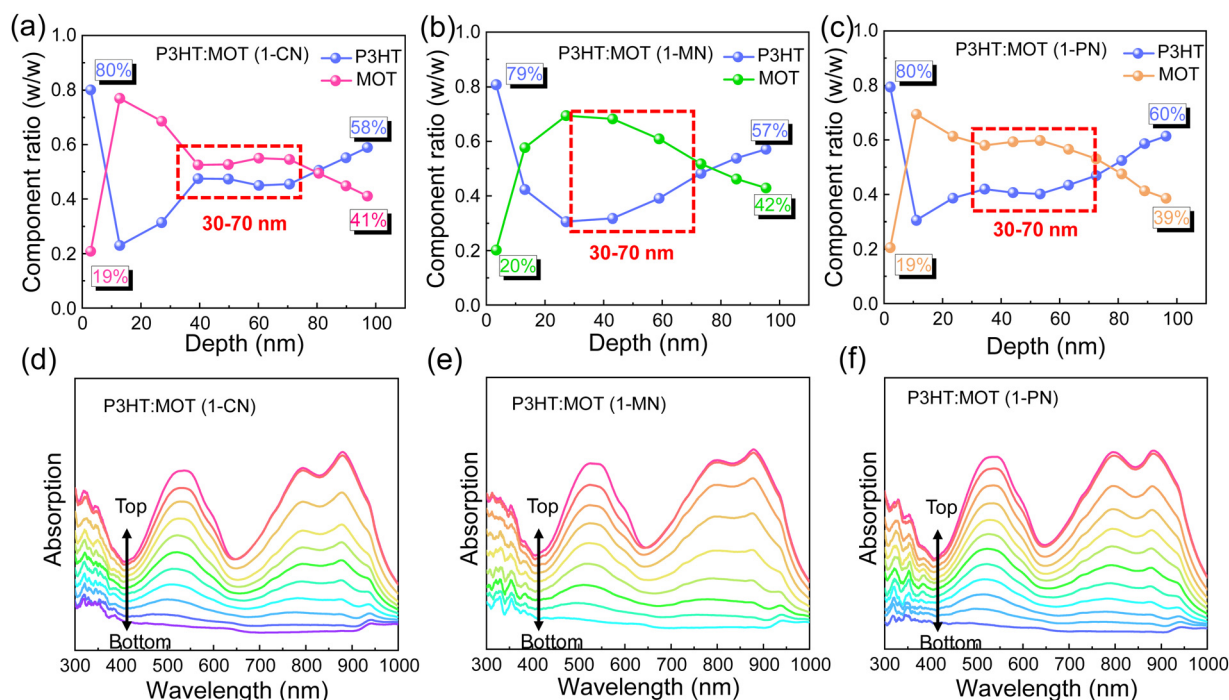 (a)
P3HT:MOT (1-CN)
P3HT
MOT
80%
58%
30-70 nm
41%
19%
Component ratio (w/w)
1.0
0.8
0.6
0.4
0.2
0.0
0 20 40 60 80 100
Depth (nm)
(b)
P3HT:MOT (1-MN)
P3HT
MOT
79%
57%
30-70 nm
42%
20%
Component ratio (w/w)
1.0
0.8
0.6
0.4
0.2
0.0
0 20 40 60 80 100
Depth (nm)
(c)
P3HT:MOT (1-PN)
P3HT
MOT
80%
60%
30-70 nm
39%
19%
Component ratio (w/w)
1.0
0.8
0.6
0.4
0.2
0.0
0 20 40 60 80 100
Depth (nm)
(d)
P3HT:MOT (1-CN)
Absorption
Top
Bottom
300 400 500 600 700 800 900 1000
Wavelength (nm)
(e)
P3HT:MOT (1-MN)
Absorption
Top
Bottom
300 400 500 600 700 800 900 1000
Wavelength (nm)
(f)
P3HT:MOT (1-PN)
Absorption
Top
Bottom
300 400 500 600 700 800 900 1000
Wavelength (nm)